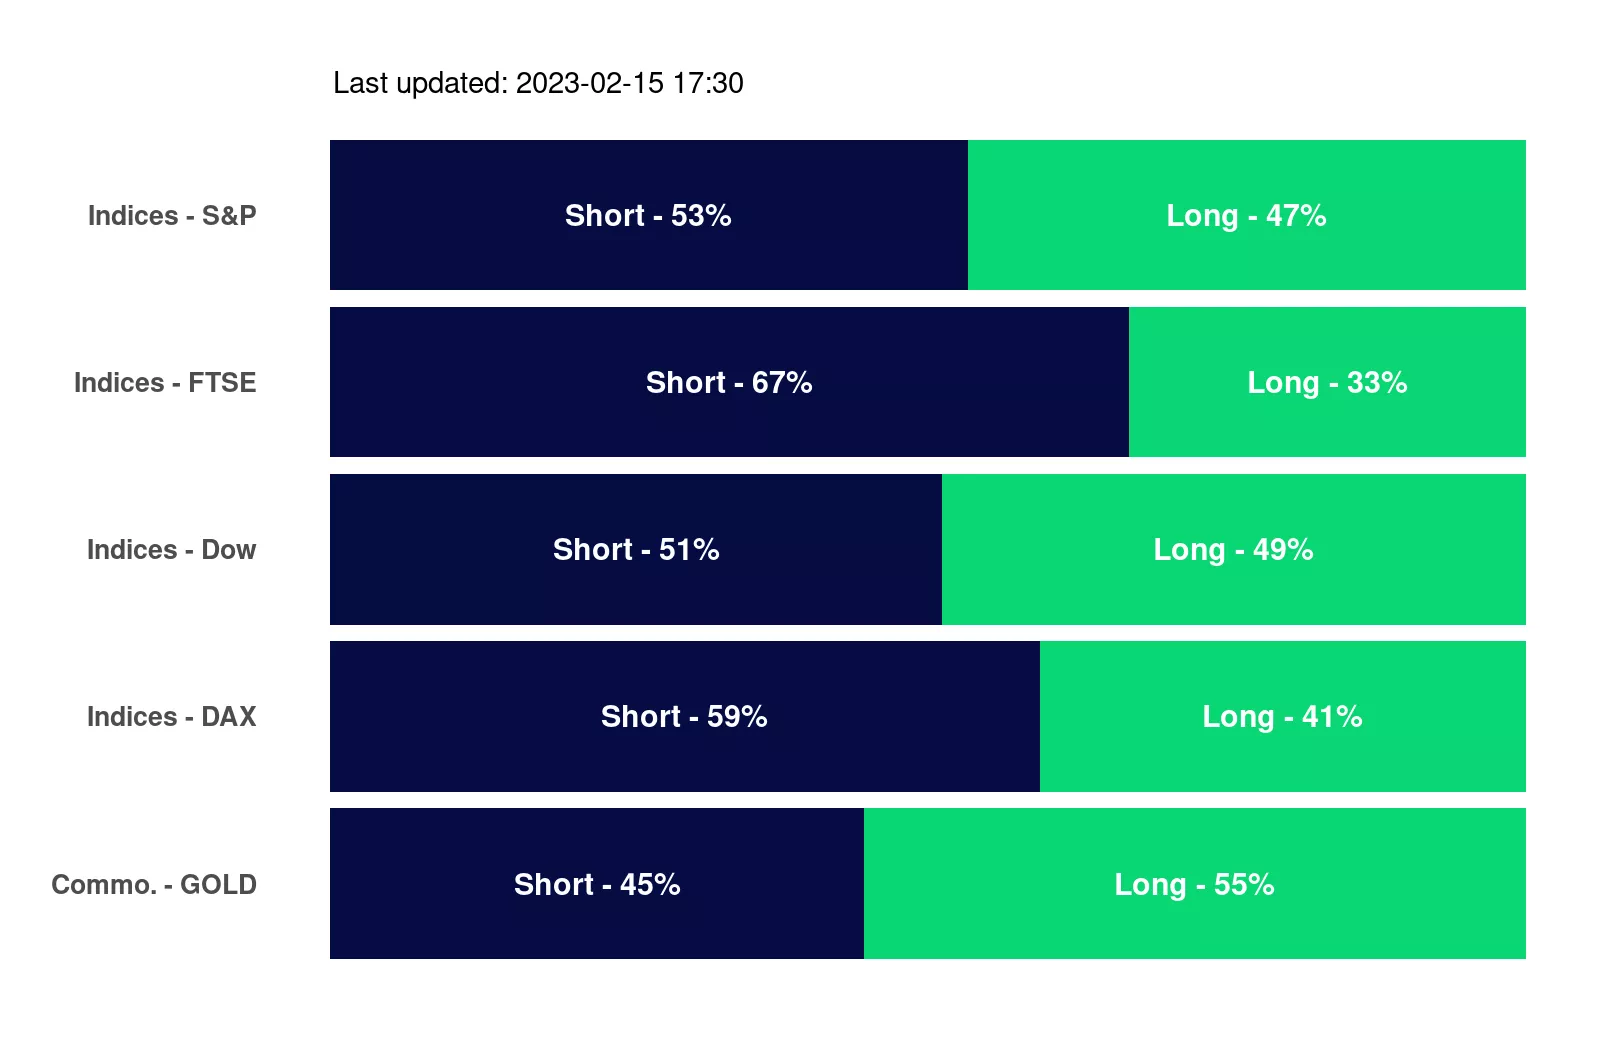 Last updated: 2023-02-15 17:30
Indices - S&P Short - 53% Long - 47%
Indices - FTSE Short - 67% Long - 33%
Indices - Dow Short - 51% Long - 49%
Indices - DAX Short - 59% Long - 41%
Commo. - GOLD Short - 45% Long - 55%